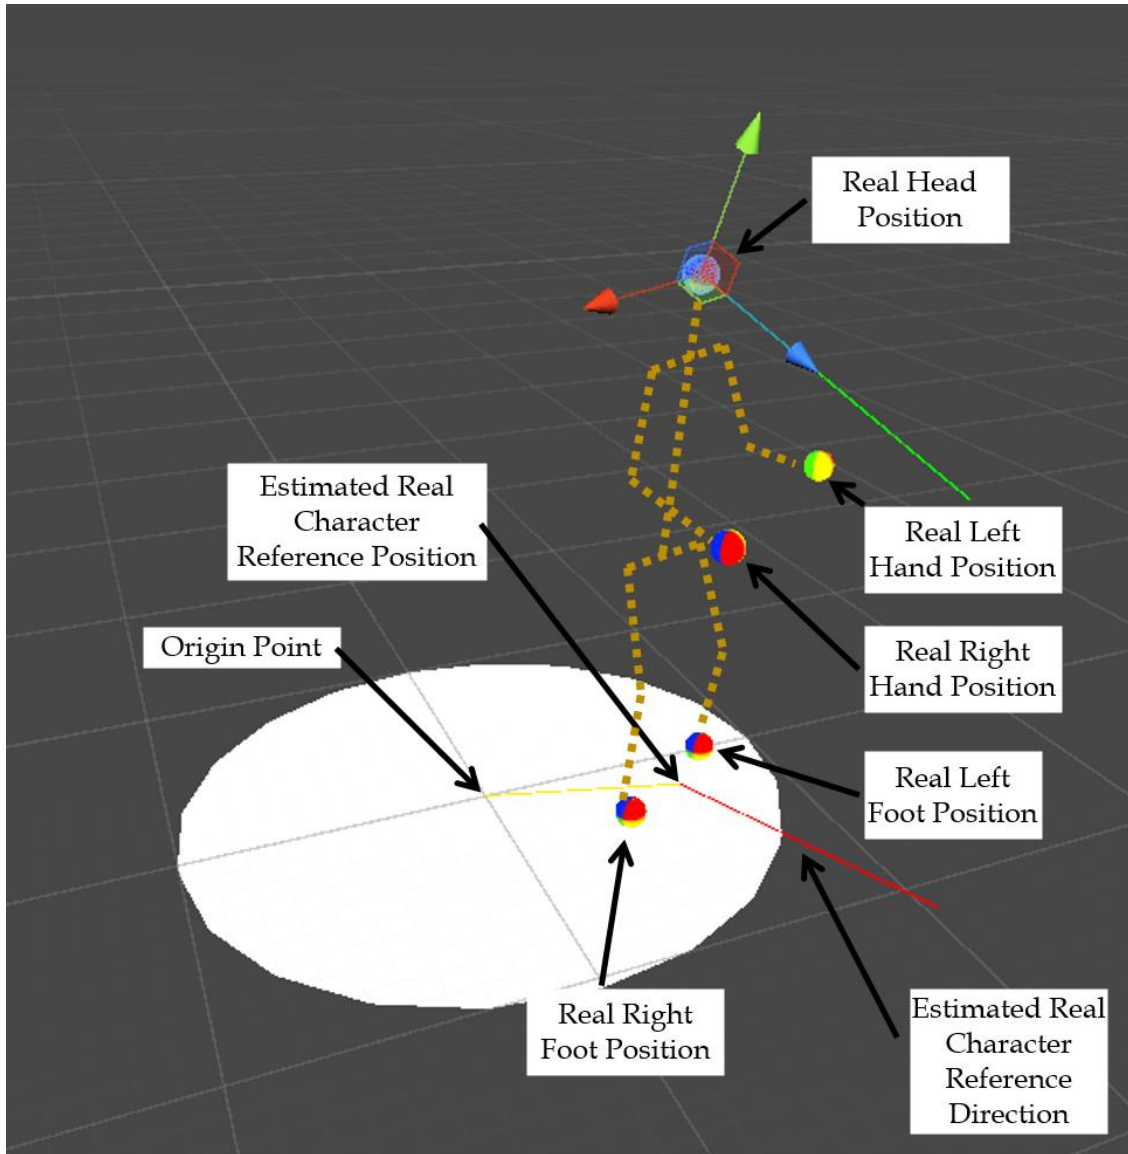 Real Head
Position
Estimated Real
Character
Reference Position
Real Left
Hand Position
Origin Point
Real Right
Hand Position
Real Left
Foot Position
Real Right
Foot Position
Estimated Real
Character
Reference
Direction